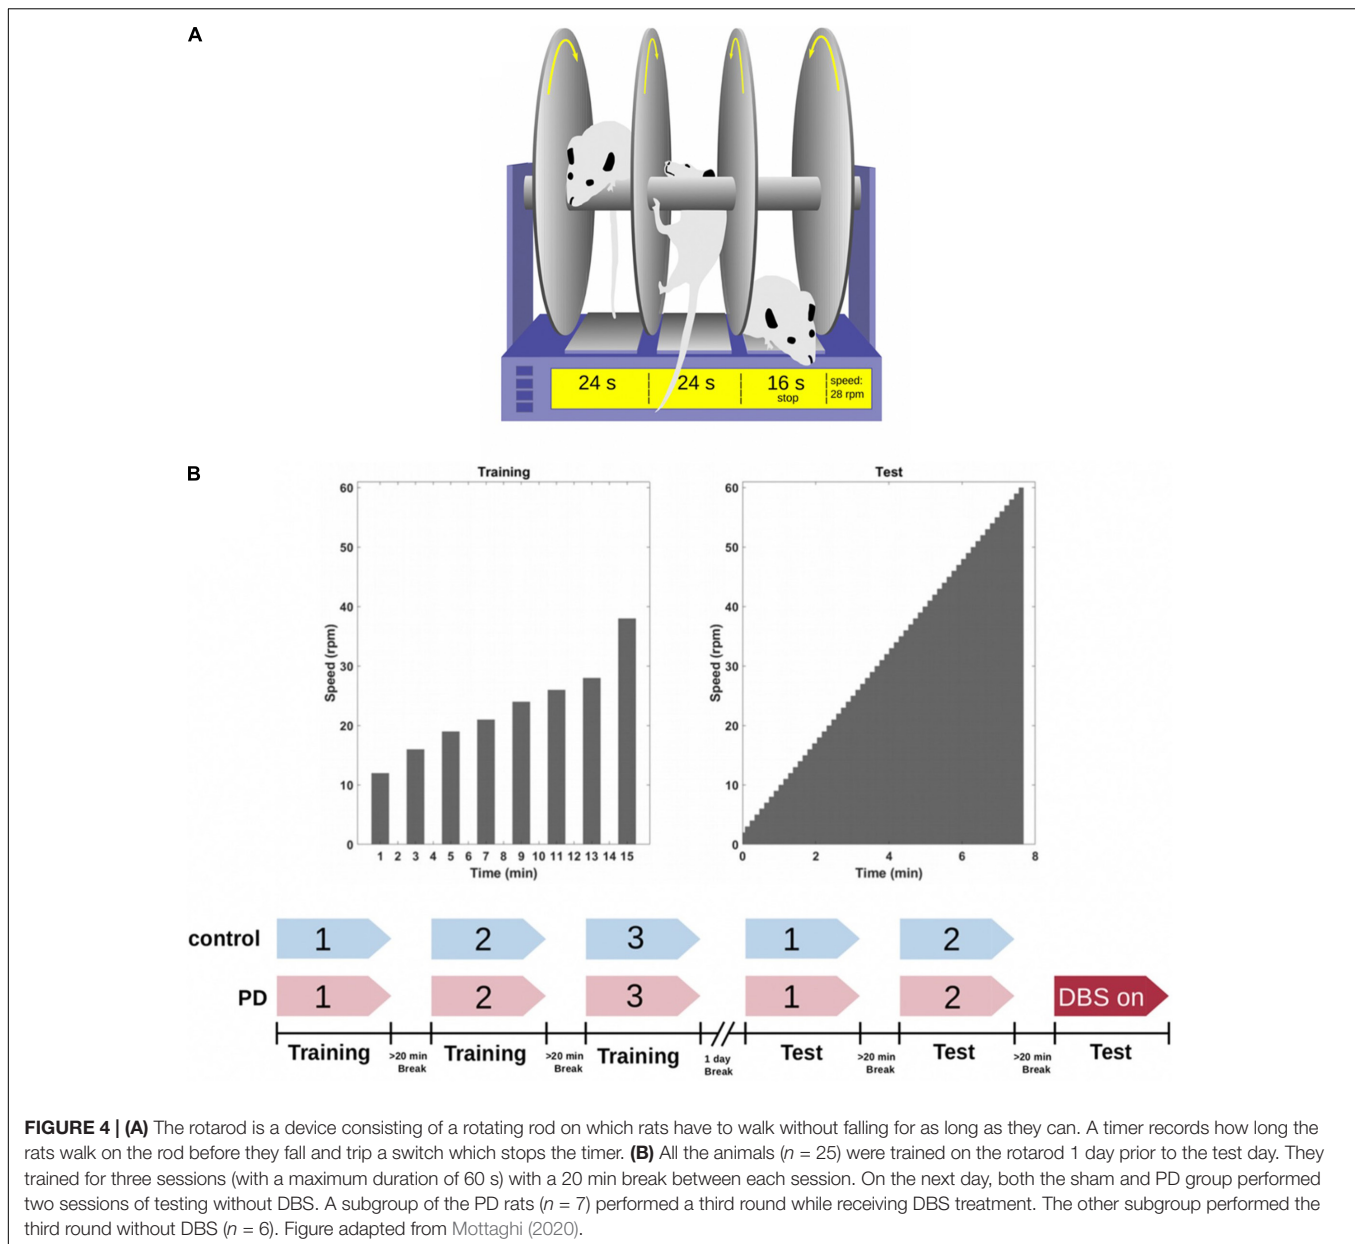 A
24 s
24 s
16 s
stop
speed:
28 rpm
B
Training
60
50
40
30
20
10
0
Speed (rpm)
1 2 3 4 5 6 7 8 9 10 11 12 13 14 15
Time (min)
Test
60
50
40
30
20
10
0
Speed (rpm)
0 2 4 6 8
Time (min)
control 1 2 3 1 2
PD 1 2 3 1 2 DBS on
Training >20 min Break Training >20 min Break Training 1 day Break Test >20 min Break Test >20 min Break Test
FIGURE 4 | (A) The rotarod is a device consisting of a rotating rod on which rats have to walk without falling for as long as they can. A timer records how long the
rats walk on the rod before they fall and trip a switch which stops the timer. (B) All the animals (n = 25) were trained on the rotarod 1 day prior to the test day. They
trained for three sessions (with a maximum duration of 60 s) with a 20 min break between each session. On the next day, both the sham and PD group performed
two sessions of testing without DBS. A subgroup of the PD rats (n = 7) performed a third round while receiving DBS treatment. The other subgroup performed the
third round without DBS (n = 6). Figure adapted from Mottaghi (2020).